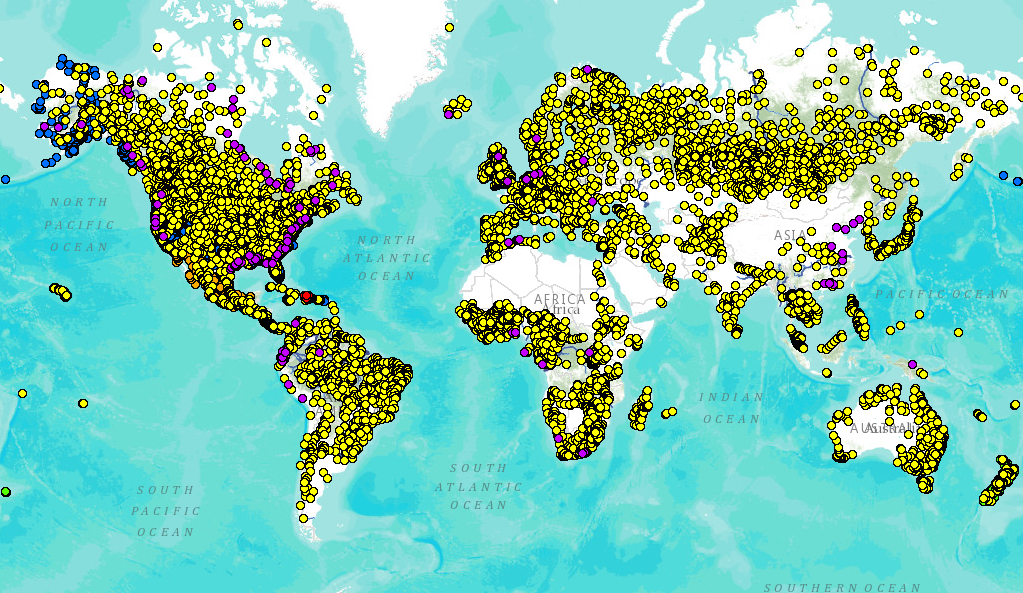 NORTH
PACIFIC
OCEAN
NORTH
ATLANTIC
OCEAN
ASIA
PACIFIC OCEAN
AFRICA
Africa
INDIAN
OCEAN
SOUTH
PACIFIC
OCEAN
SOUTH
ATLANTIC
OCEAN
SOUTHERN OCEAN